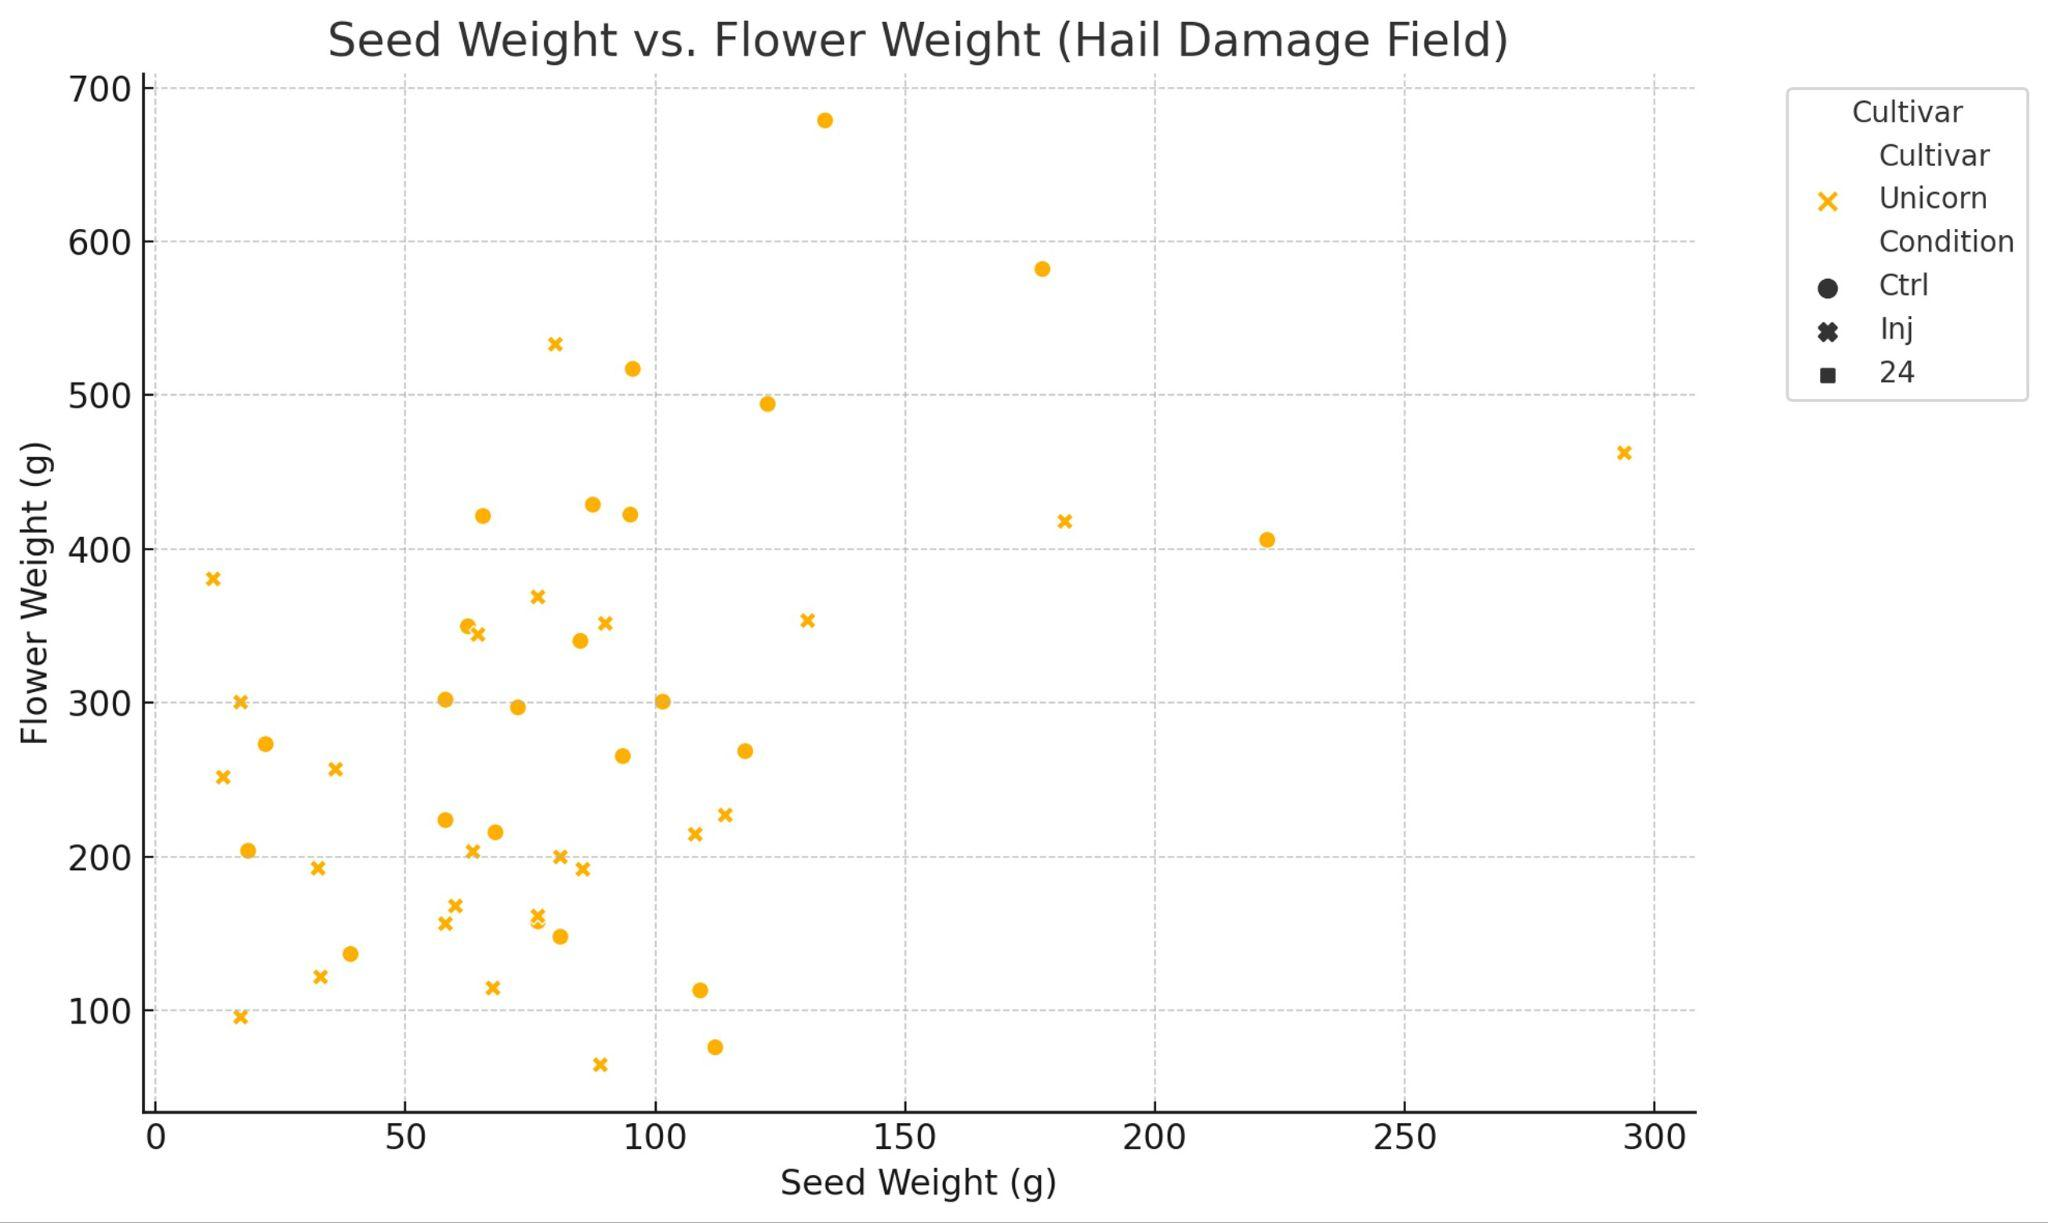 Seed Weight vs. Flower Weight (Hail Damage Field)
700
600
500
400
300
200
100
Flower Weight (g)
0 50 100 150 200 250 300
Seed Weight (g)
Cultivar
Cultivar
Unicorn
Condition
Ctrl
Inj
24